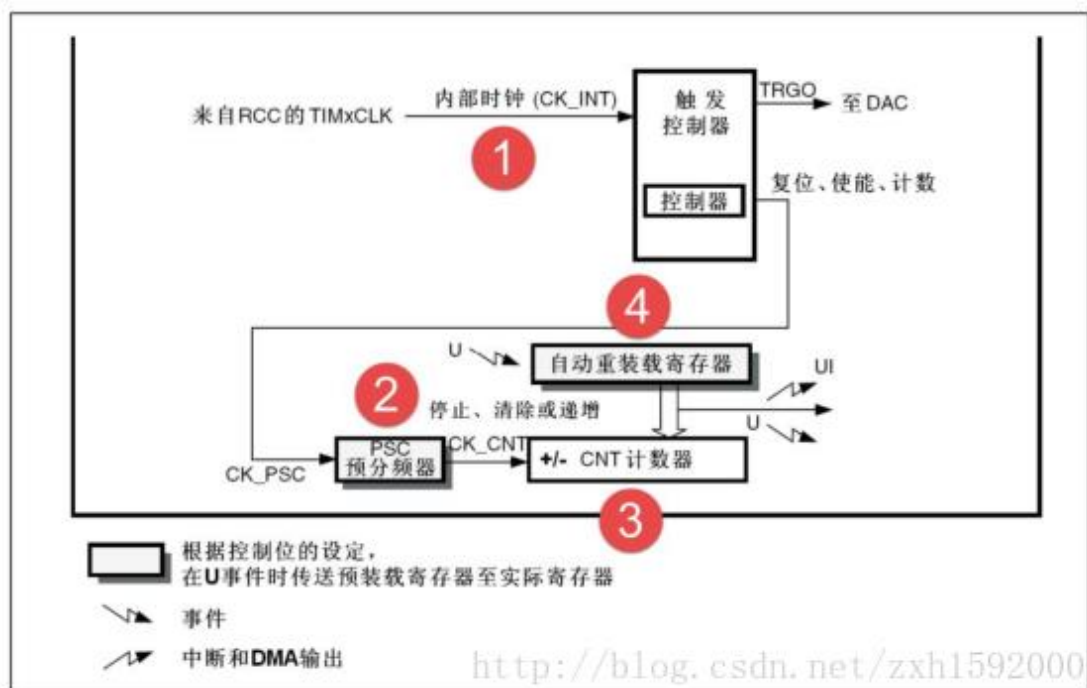 来自RCC的TIMxCLK
内部时钟 (CK_INT)
1
触 发
控制器
TRGO
至DAC
控制器
复位、使能、计数
4
U
自动重装载寄存器
UI
U
2
停止、清除或递增
CK_PSC
PSC
预分频器
CK_CNT
+/- CNT 计数器
3
根据控制位的设定，
在U事件时传送预装载寄存器至实际寄存器
事件
中断和DMA输出
http://blog.csdn.net/zxh1592000